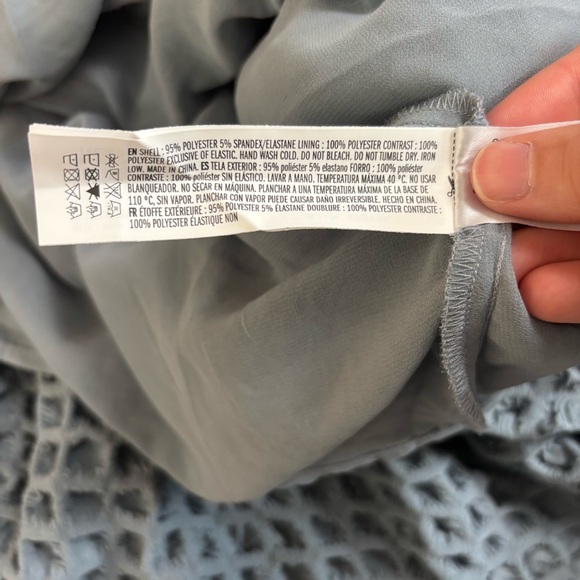 EN SHELL : 95% POLYESTER 5% SPANDEX/ELASTANE LINING : 100% POLYESTER CONTRAST : 100%
POLYESTER EXCLUSIVE OF ELASTIC. HAND WASH COLD. DO NOT BLEACH. DO NOT TUMBLE DRY. IRON
LOW. MADE IN CHINA. ES TELA EXTERIOR : 95% poliéster 5% elastano FORRO : 100% poliéster
CONTRASTE : 100% poliéster SIN ELÁSTICO. LAVAR A MANO. TEMPERATURA MÁXIMA 40 °C. NO USAR
BLANQUEADOR. NO SECAR EN MÁQUINA. PLANCHAR A UNA TEMPERATURA MÁXIMA DE LA BASE DE
110 °C, SIN VAPOR. PLANCHAR CON VAPOR PUEDE CAUSAR DAÑO IRREVERSIBLE. HECHO EN CHINA.
FR ÉTOFFE EXTÉRIEURE : 95% POLYESTER 5% ÉLASTANE DOUBLURE : 100% POLYESTER CONTRASTE :
100% POLYESTER ÉLASTIQUE NON